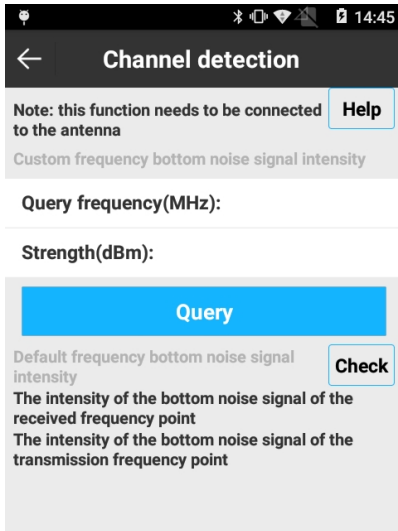 14:45
Channel detection
Note: this function needs to be connected
to the antenna
Help
Custom frequency bottom noise signal intensity
Query frequency(MHz):
Strength(dBm):
Query
Default frequency bottom noise signal
intensity
Check
The intensity of the bottom noise signal of the
received frequency point
The intensity of the bottom noise signal of the
transmission frequency point